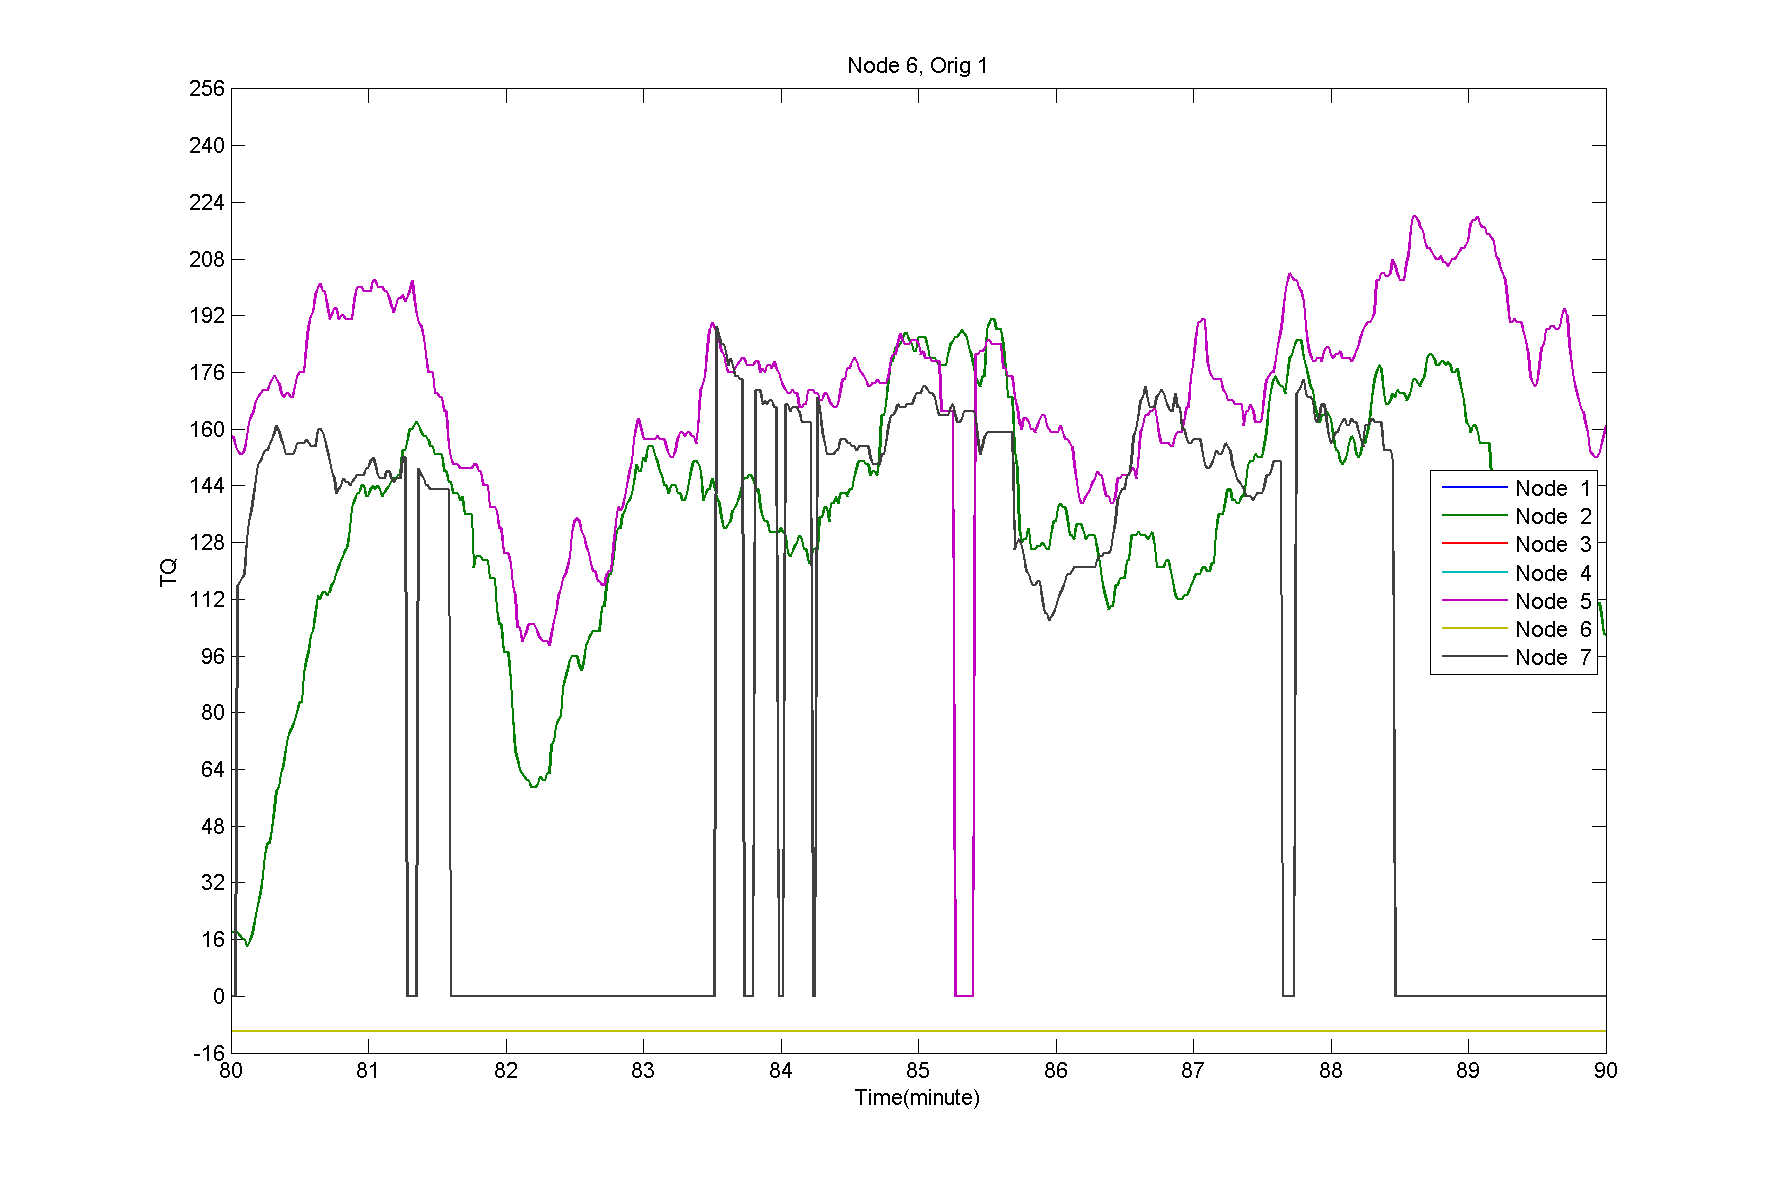 Node 6, Orig 1
256
240
224
208
192
176
160
144
128
112
96
80
64
48
32
16
0
-16
TQ
80 81 82 83 84 85 86 87 88 89 90
Time(minute)
Node 1
Node 2
Node 3
Node 4
Node 5
Node 6
Node 7